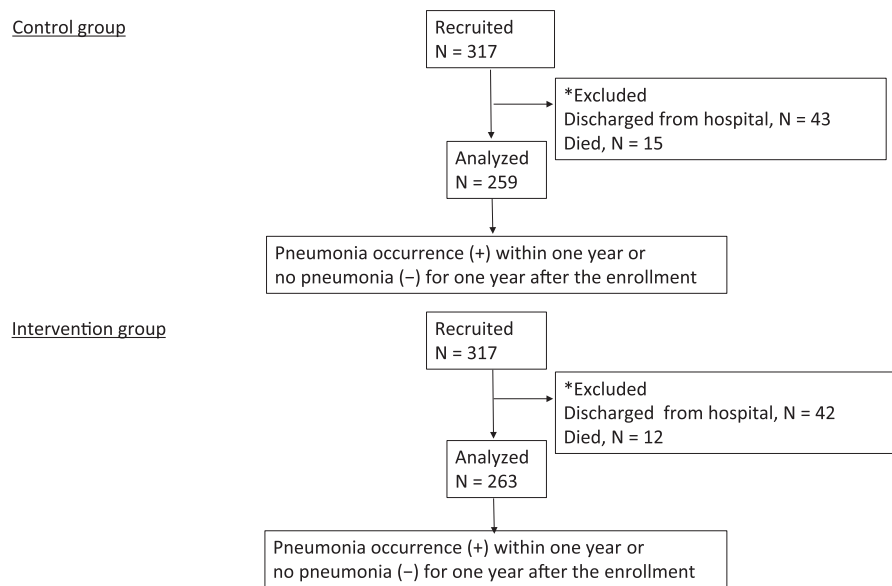 Control group
Recruited
N = 317
*Excluded
Discharged from hospital, N = 43
Died, N = 15
Analyzed
N = 259
Pneumonia occurrence (+) within one year or
no pneumonia (−) for one year after the enrollment
Intervention group
Recruited
N = 317
*Excluded
Discharged from hospital, N = 42
Died, N = 12
Analyzed
N = 263
Pneumonia occurrence (+) within one year or
no pneumonia (−) for one year after the enrollment